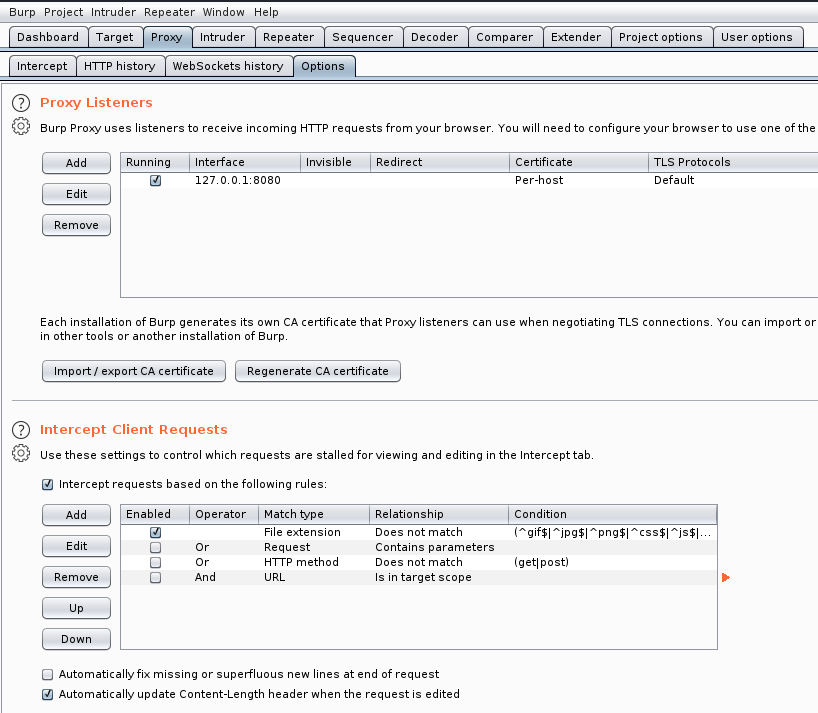 Burp Project Intruder Repeater Window Help
Dashboard Target Proxy Intruder Repeater Sequencer Decoder Comparer Extender Project options User options
Intercept HTTP history WebSockets history Options
? Proxy Listeners
Burp Proxy uses listeners to receive incoming HTTP requests from your browser. You will need to configure your browser to use one of the
Add Running Interface Invisible Redirect Certificate TLS Protocols
127.0.0.1:8080 Per-host Default
Edit
Remove
Each installation of Burp generates its own CA certificate that Proxy listeners can use when negotiating TLS connections. You can import or
in other tools or another installation of Burp.
Import / export CA certificate Regenerate CA certificate
? Intercept Client Requests
Use these settings to control which requests are stalled for viewing and editing in the Intercept tab.
Intercept requests based on the following rules:
Add Enabled Operator Match type Relationship Condition
File extension Does not match (^gif$|^jpg$|^png$|^css$|^js$|...
Edit Or Request Contains parameters
Or HTTP method Does not match (get|post)
Remove And URL Is in target scope
Up
Down
Automatically fix missing or superfluous new lines at end of request
Automatically update Content-Length header when the request is edited